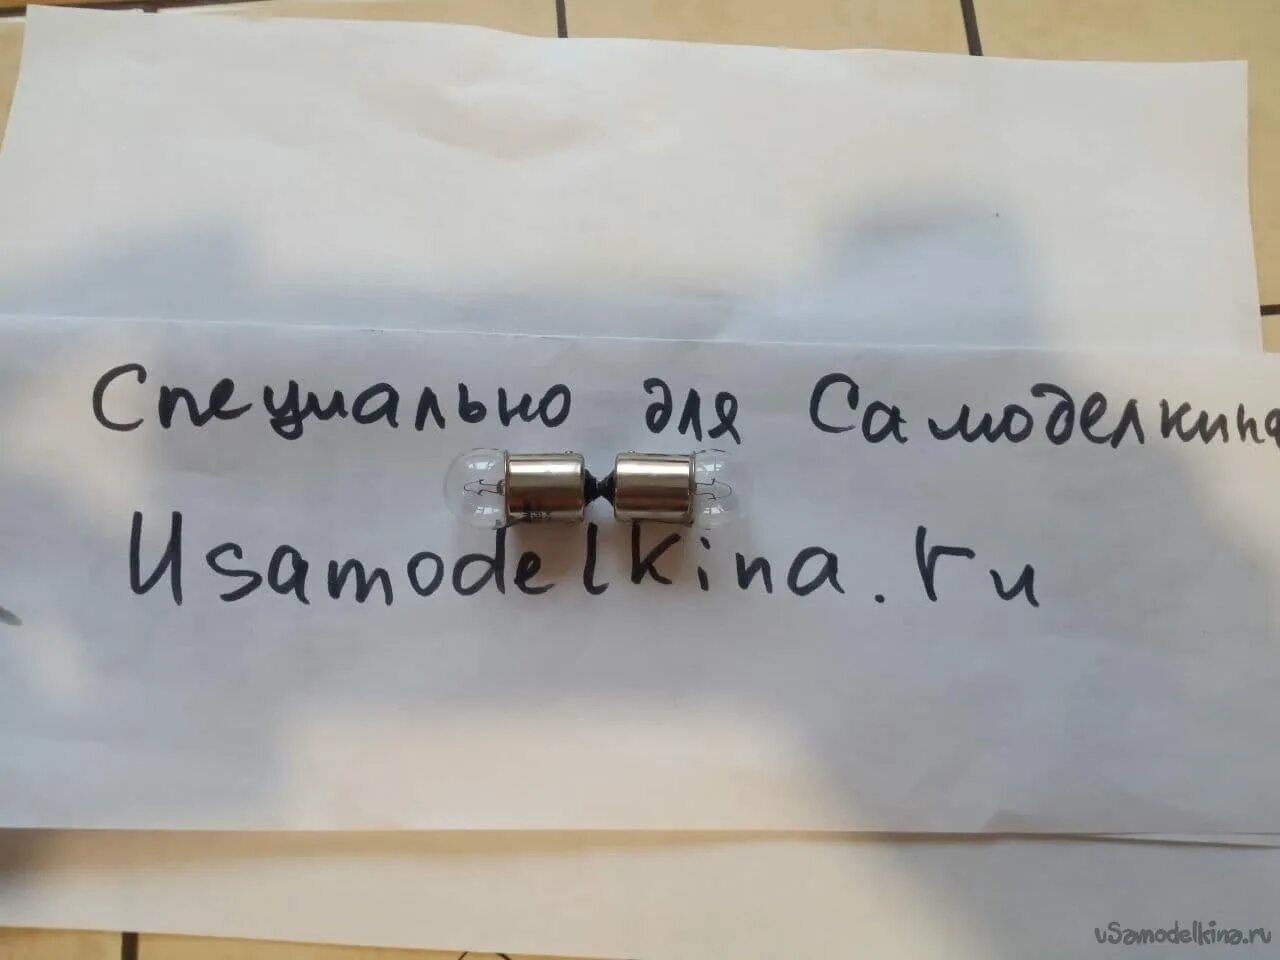 Специально для Самоделкина
Usamodelkina.ru
uSamodelkina.ru